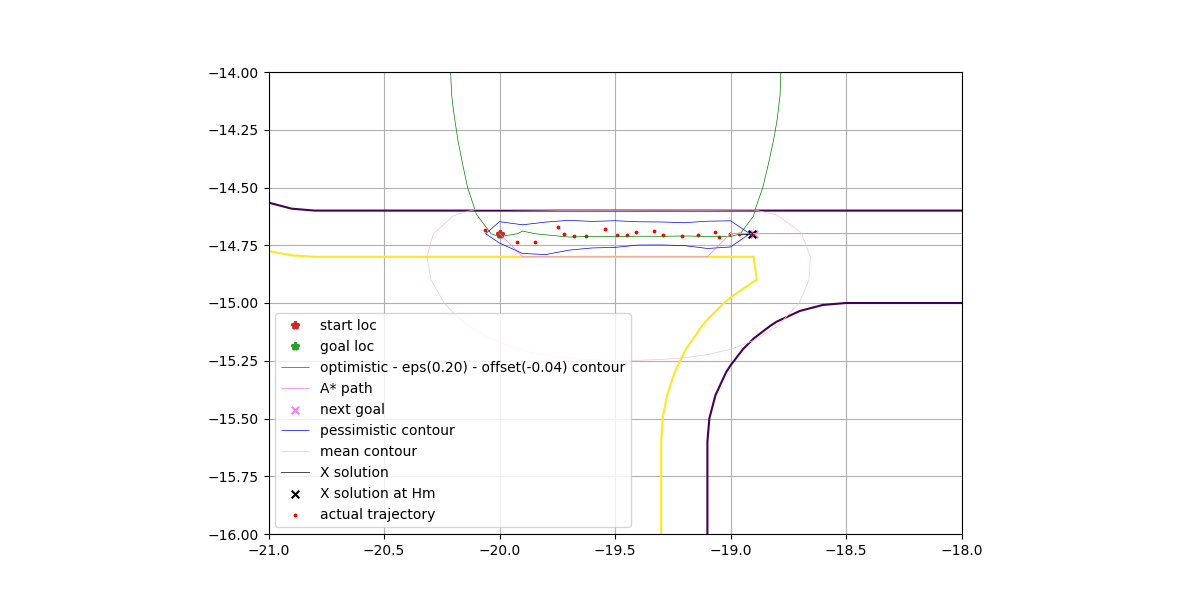 −14.00
−14.25
−14.50
−14.75
−15.00
−15.25
−15.50
−15.75
−16.00
start loc
goal loc
optimistic - eps(0.20) - offset(-0.04) contour
A* path
next goal
pessimistic contour
mean contour
X solution
X solution at Hm
actual trajectory
−21.0 −20.5 −20.0 −19.5 −19.0 −18.5 −18.0